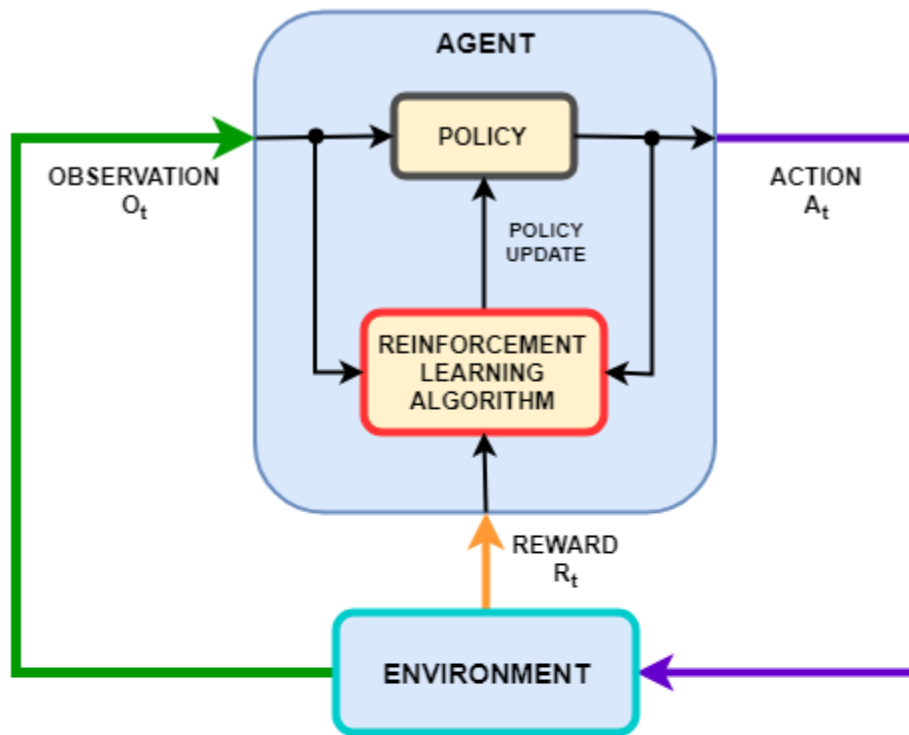 AGENT
POLICY
OBSERVATION
Oₜ
ACTION
Aₜ
POLICY
UPDATE
REINFORCEMENT
LEARNING
ALGORITHM
REWARD
Rₜ
ENVIRONMENT